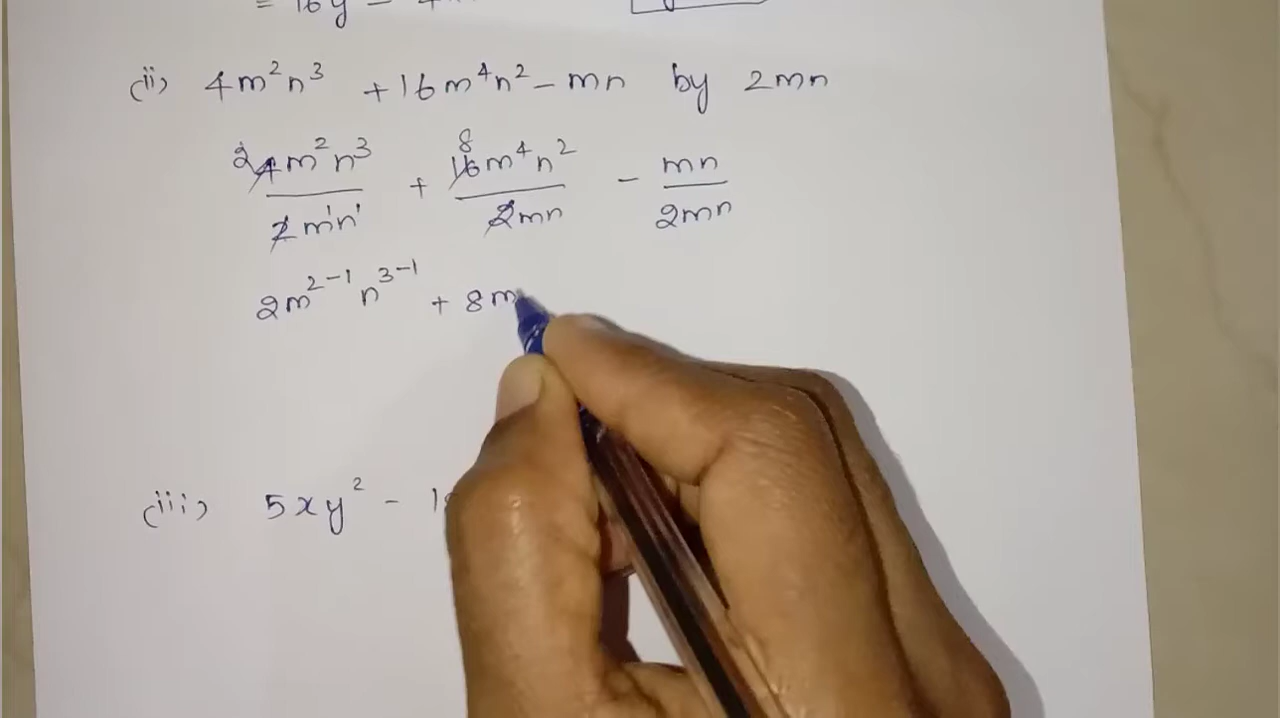 = 16y
(ii) 4m²n³ + 16m⁴n² - mn by 2mn
2 8
4m²n³ + 16m⁴n² - mn
2m¹n¹ 2mn 2mn
2m²⁻¹ n³⁻¹ + 8m
(iii) 5xy² -